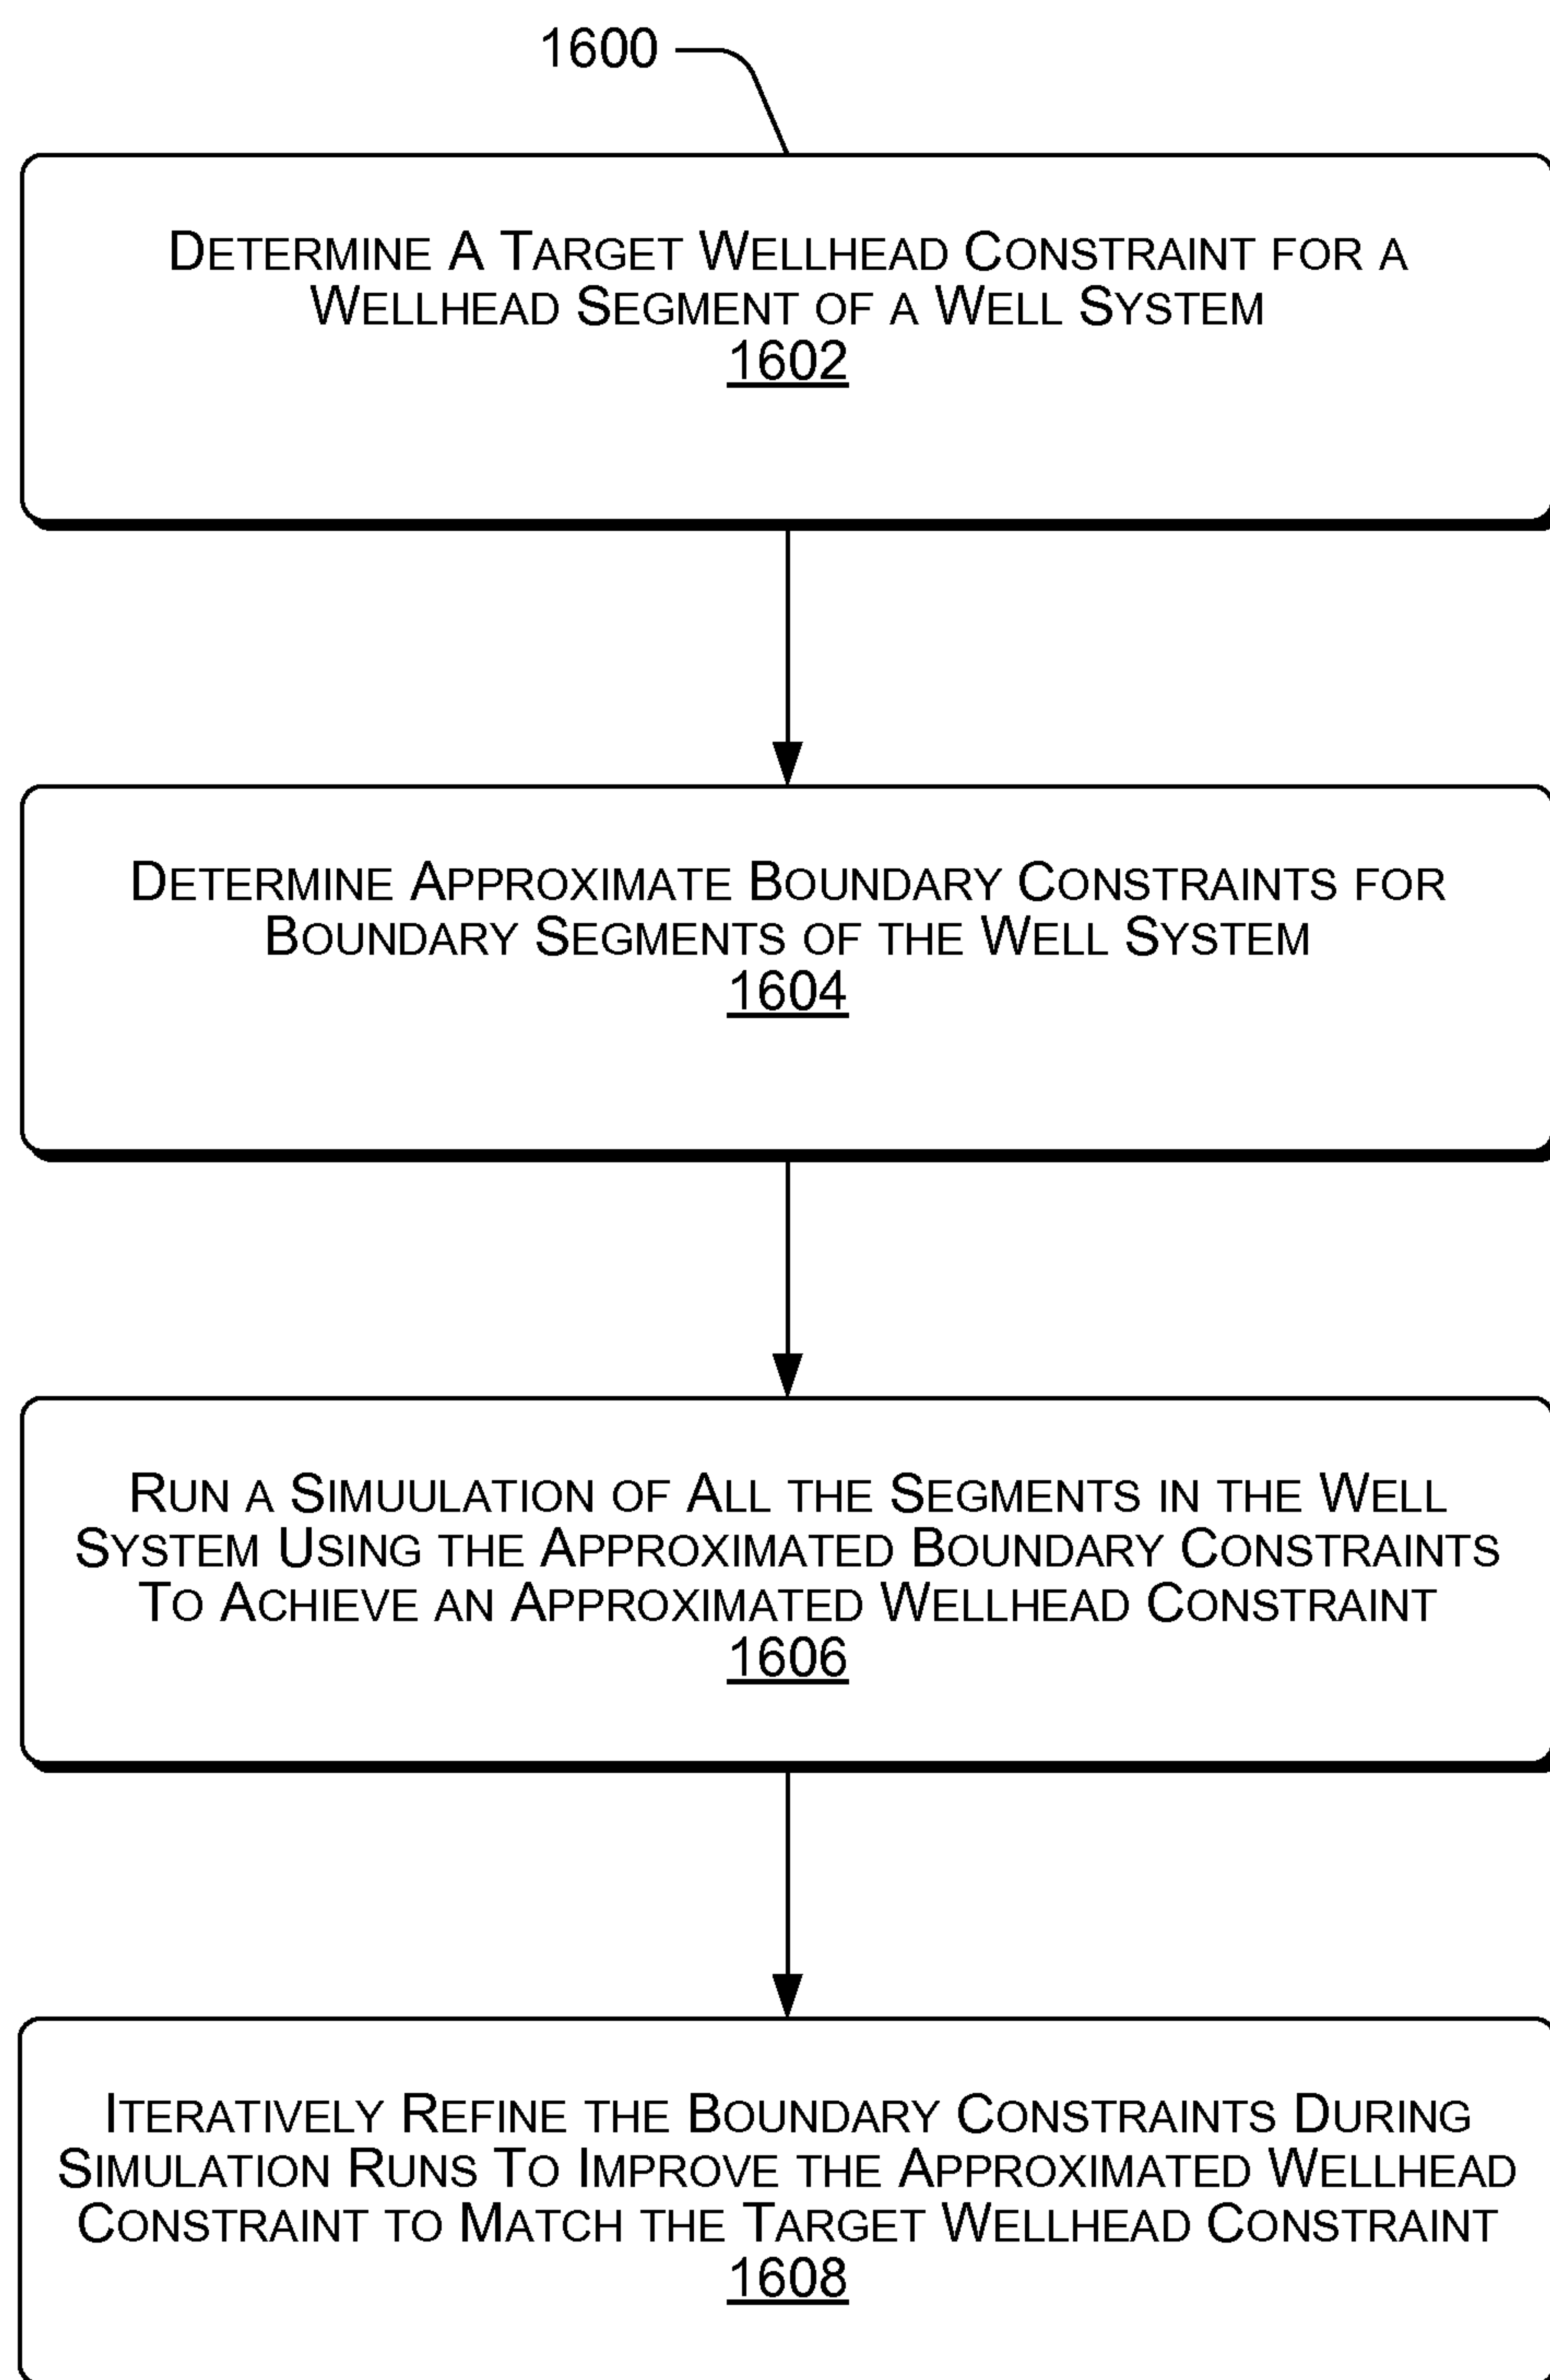 1600
DETERMINE A TARGET WELLHEAD CONSTRAINT FOR A
WELLHEAD SEGMENT OF A WELL SYSTEM
1602
DETERMINE APPROXIMATE BOUNDARY CONSTRAINTS FOR
BOUNDARY SEGMENTS OF THE WELL SYSTEM
1604
RUN A SIMUULATION OF ALL THE SEGMENTS IN THE WELL
SYSTEM USING THE APPROXIMATED BOUNDARY CONSTRAINTS
TO ACHIEVE AN APPROXIMATED WELLHEAD CONSTRAINT
1606
ITERATIVELY REFINE THE BOUNDARY CONSTRAINTS DURING
SIMULATION RUNS TO IMPROVE THE APPROXIMATED WELLHEAD
CONSTRAINT TO MATCH THE TARGET WELLHEAD CONSTRAINT
1608